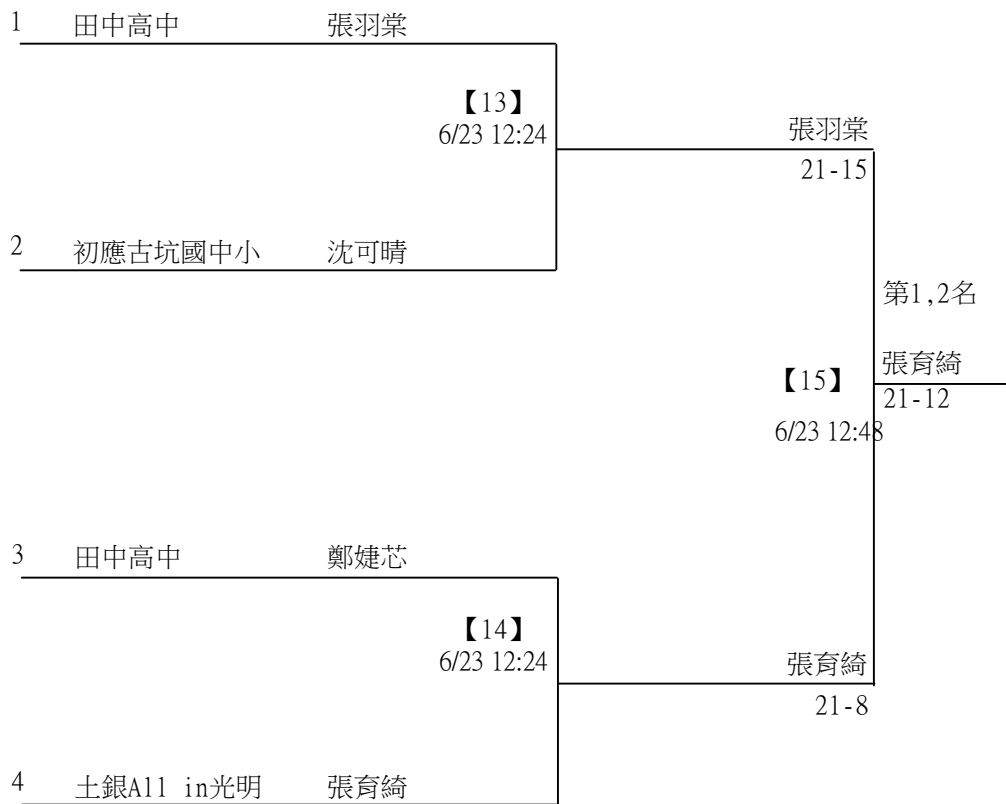 1 田中高中 張羽棠
【13】
6/23 12:24
張羽棠
21-15
2 初應古坑國中小 沈可晴
第1,2名
張育綺
【15】
21-12
6/23 12:48
3 田中高中 鄭婕芯
【14】
6/23 12:24
張育綺
21-8
4 土銀All in光明 張育綺